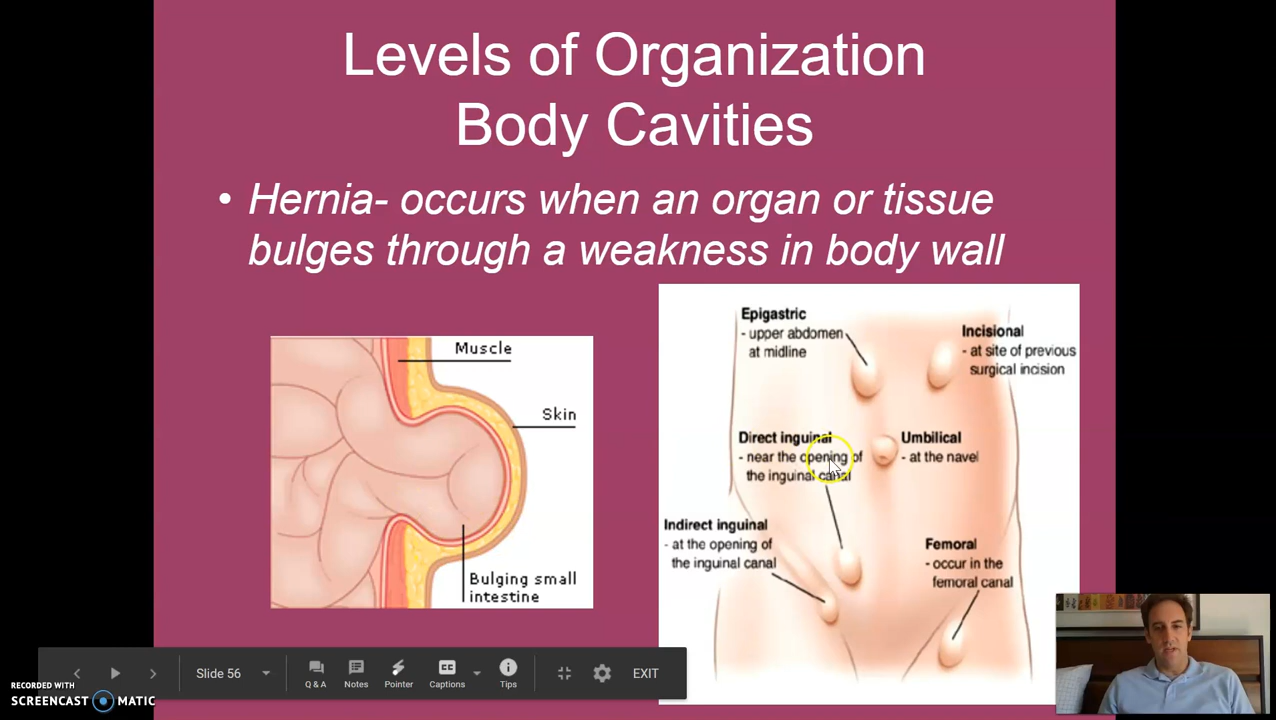 Levels of Organization
Body Cavities
• Hernia- occurs when an organ or tissue
bulges through a weakness in body wall
Muscle
Skin
Bulging small
intestine
Epigastric
- upper abdomen
at midline
Incisional
- at site of previous
surgical incision
Direct inguinal
- near the opening of
the inguinal canal
Umbilical
- at the navel
Indirect inguinal
- at the opening of
the inguinal canal
Femoral
- occur in the
femoral canal
Slide 56
Q & A
Notes
Pointer
Captions
Tips
EXIT
RECORDED WITH
SCREENCAST MATIC